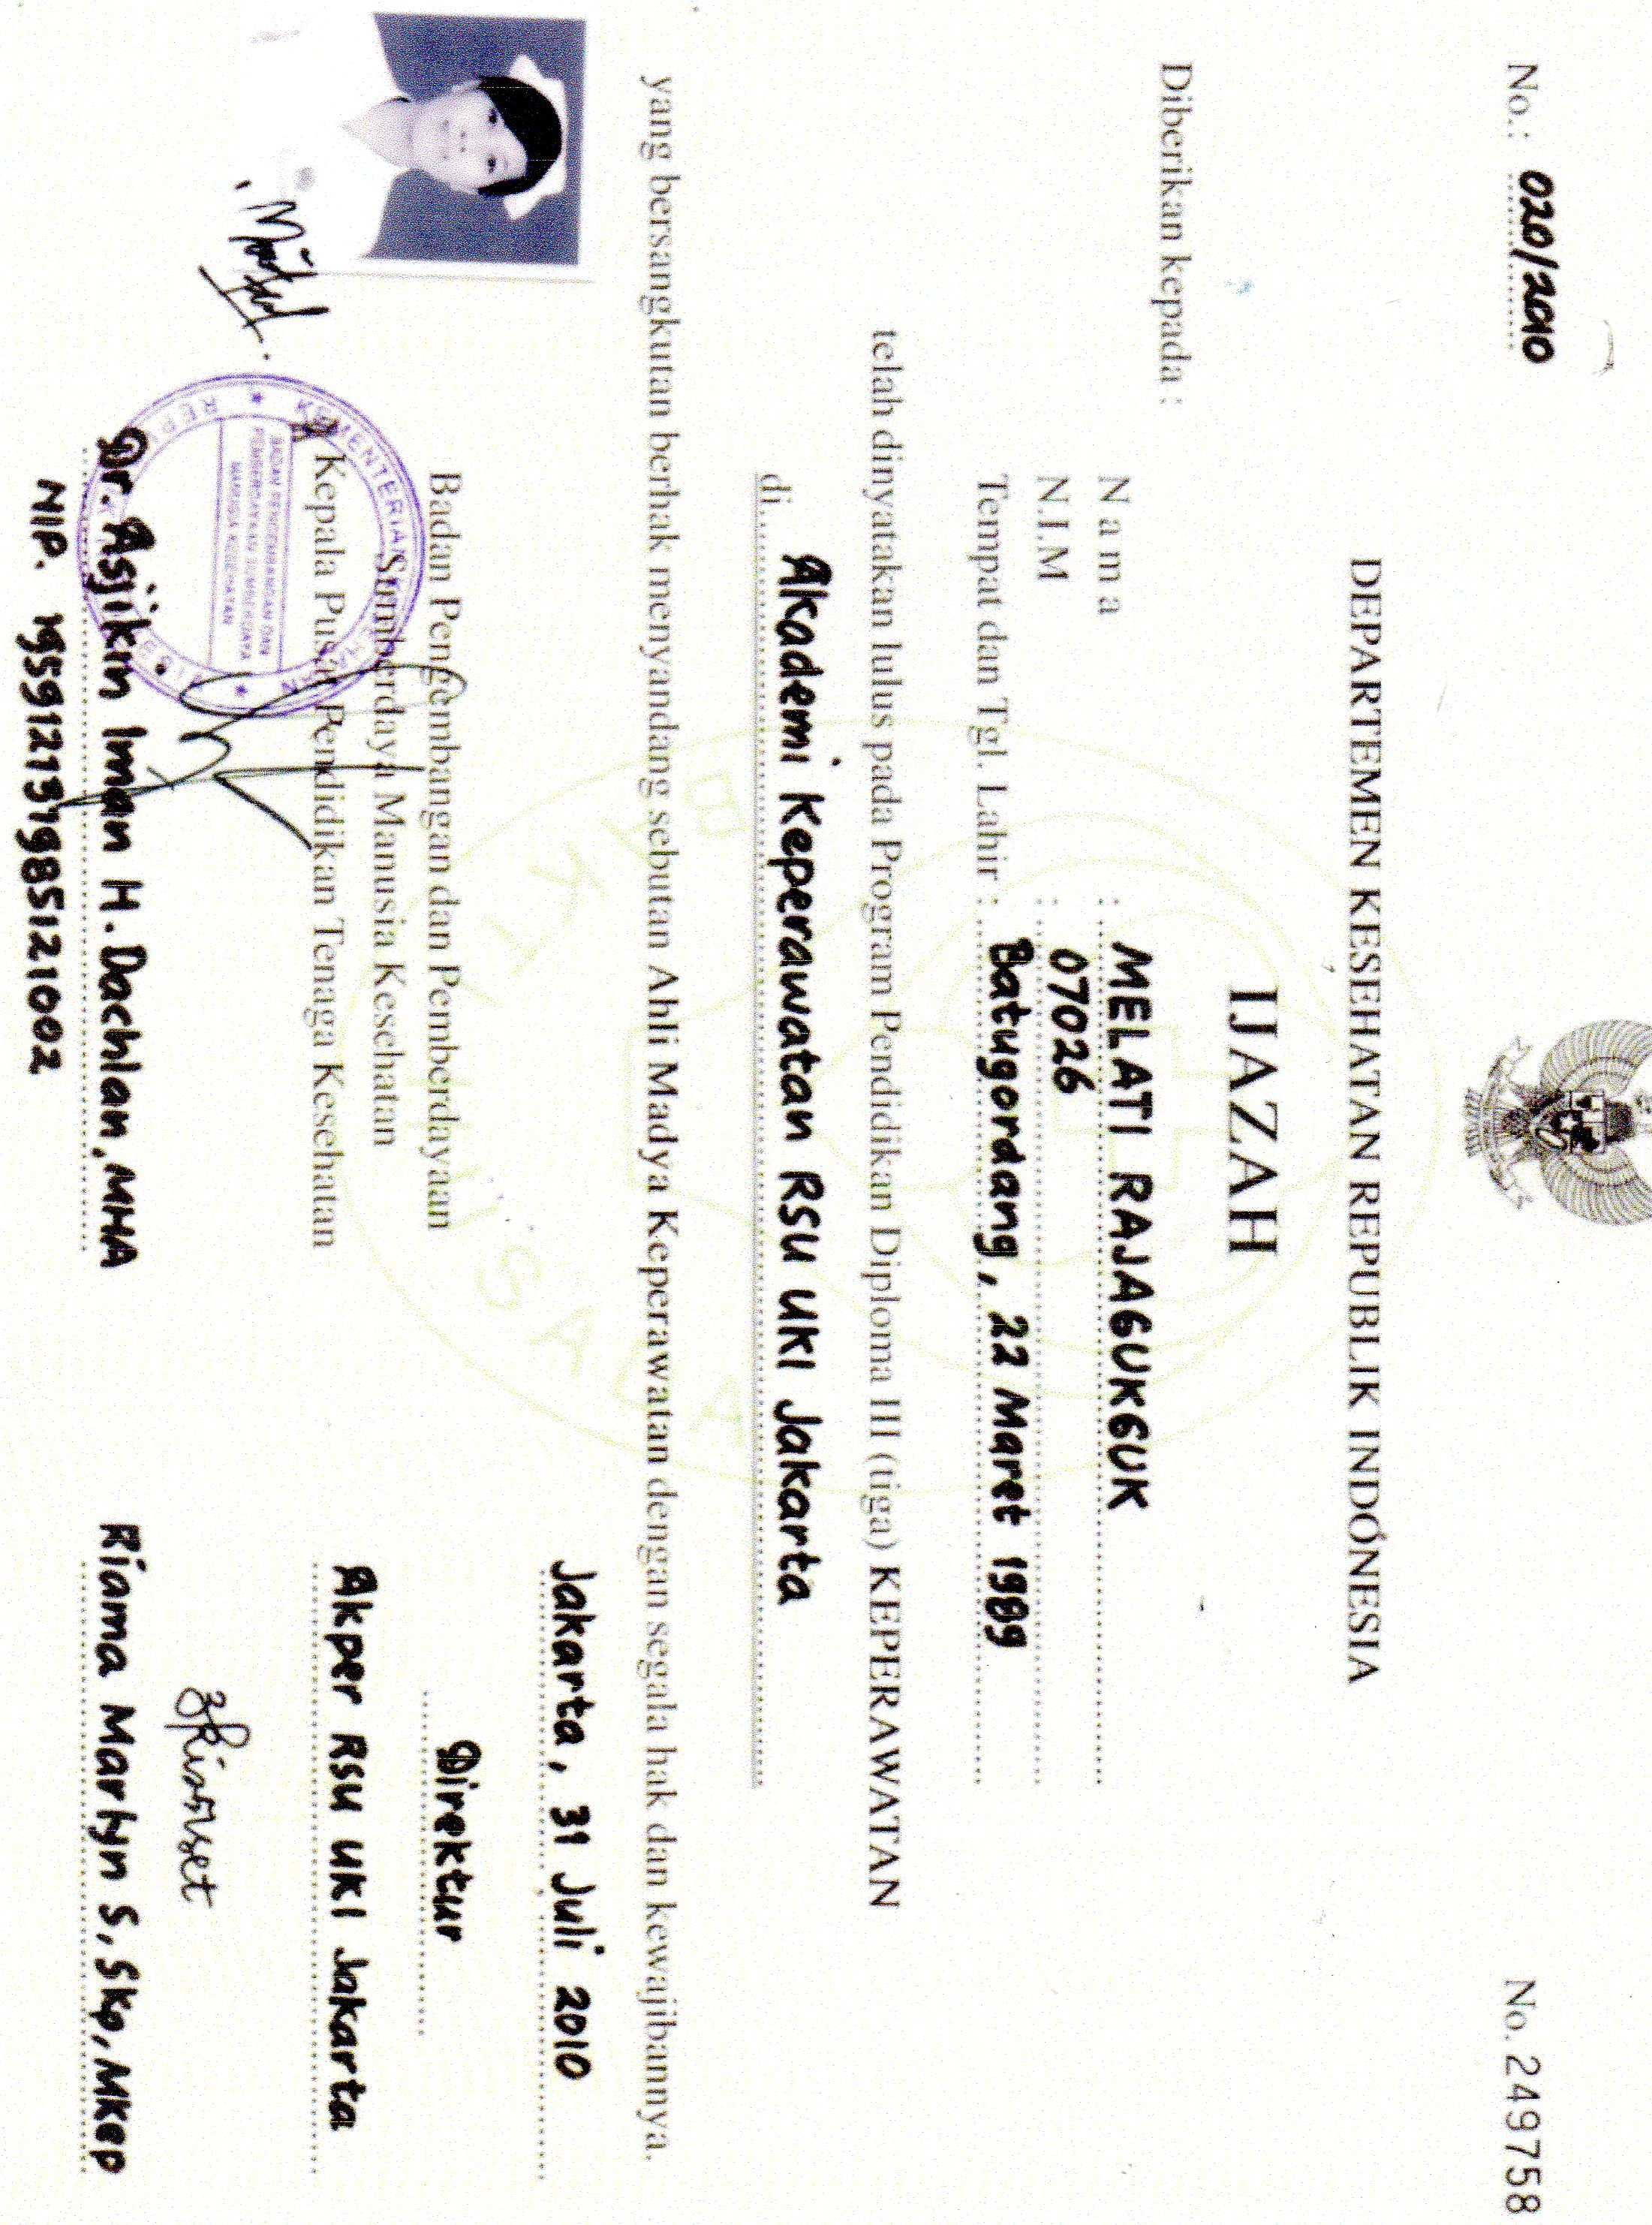 No.: 020/2010
No. 249758
DEPARTEMEN KESEHATAN REPUBLIK INDONESIA
IJAZAH
Diberikan kepada :
N a m a : MELATI RAJAGUKGUK
N.I.M : 07026
Tempat dan Tgl. Lahir : Batugordang, 22 Maret 1989
telah dinyatakan lulus pada Program Pendidikan Diploma III (tiga) KEPERAWATAN
di Akademi Keperawatan RSU UKI Jakarta
yang bersangkutan berhak menyandang sebutan Ahli Madya Keperawatan dengan segala hak dan kewajibannya.
Jakarta, 31 Juli 2010
Badan Pengembangan dan Pemberdayaan
Sumberdaya Manusia Kesehatan
Kepala Pusat Pendidikan Tenaga Kesehatan
Direktur
Akper RSU UKI Jakarta
KEMENTERIAN KESEHATAN
BADAN PENGEMBANGAN DAN
PEMBERDAYAAN SUMBERDAYA
MANUSIA KESEHATAN
Dr. Asjikin Iman H. Dachlan, MHA
NIP. 195912131985121002
Riama Marlyn S, Skp, Mkep
BAKTI HUSADA